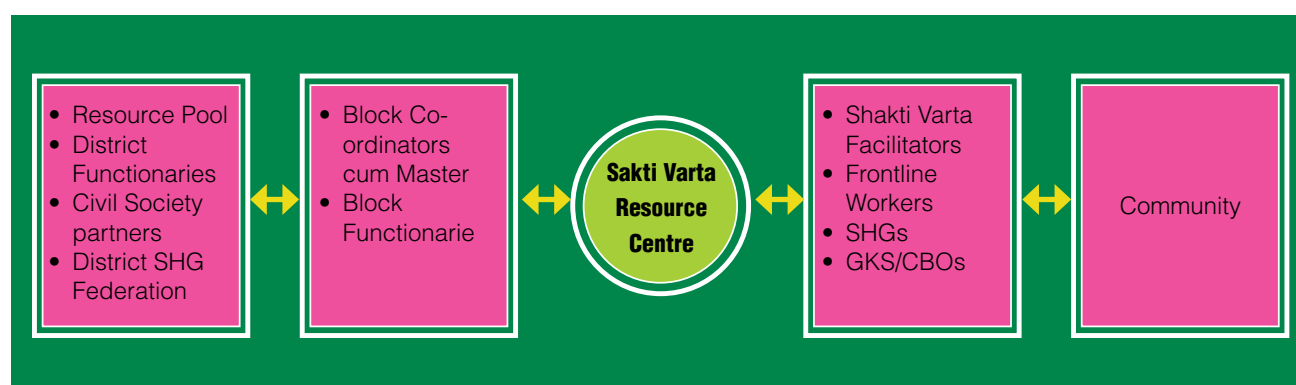 • Resource Pool
• District
Functionaries
• Civil Society
partners
• District SHG
Federation
• Block Co-
ordinators
cum Master
• Block
Functionarie
Sakti Varta
Resource
Centre
• Shakti Varta
Facilitators
• Frontline
Workers
• SHGs
• GKS/CBOs
Community